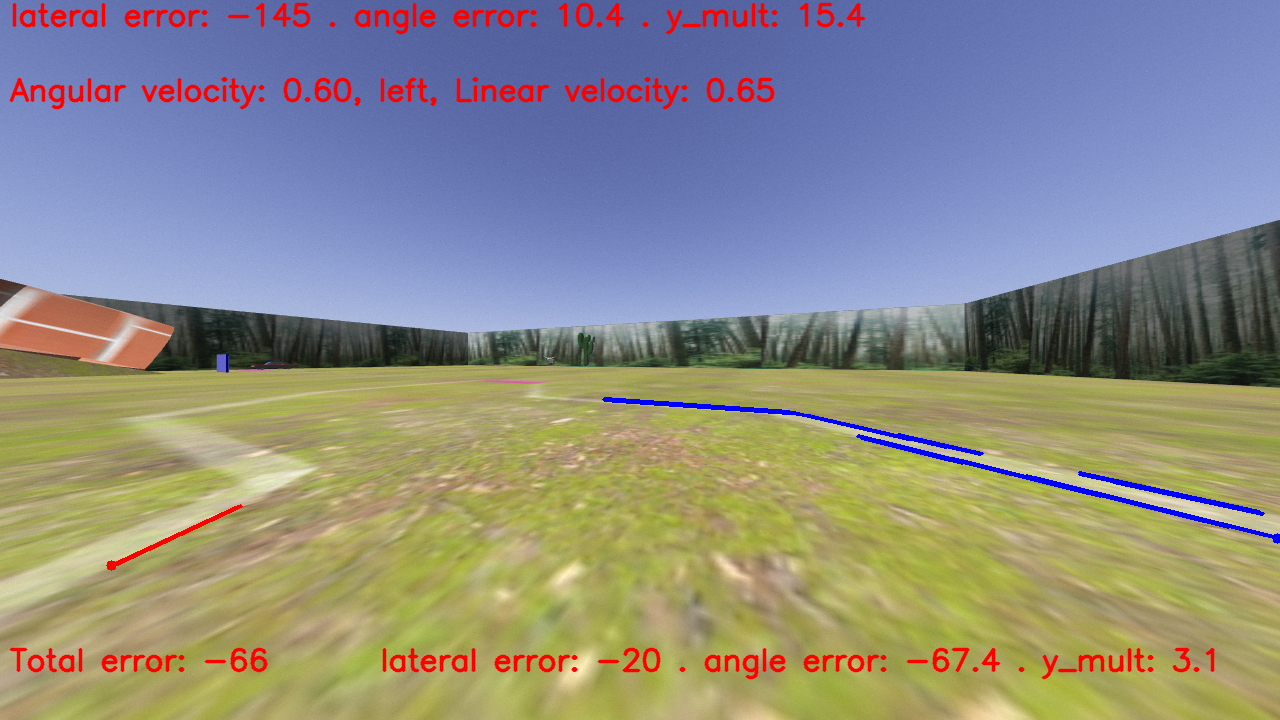 lateral error: -145 . angle error: 10.4 . y_mult: 15.4
Angular velocity: 0.60, left, Linear velocity: 0.65
Total error: -66
lateral error: -20 . angle error: -67.4 . y_mult: 3.1